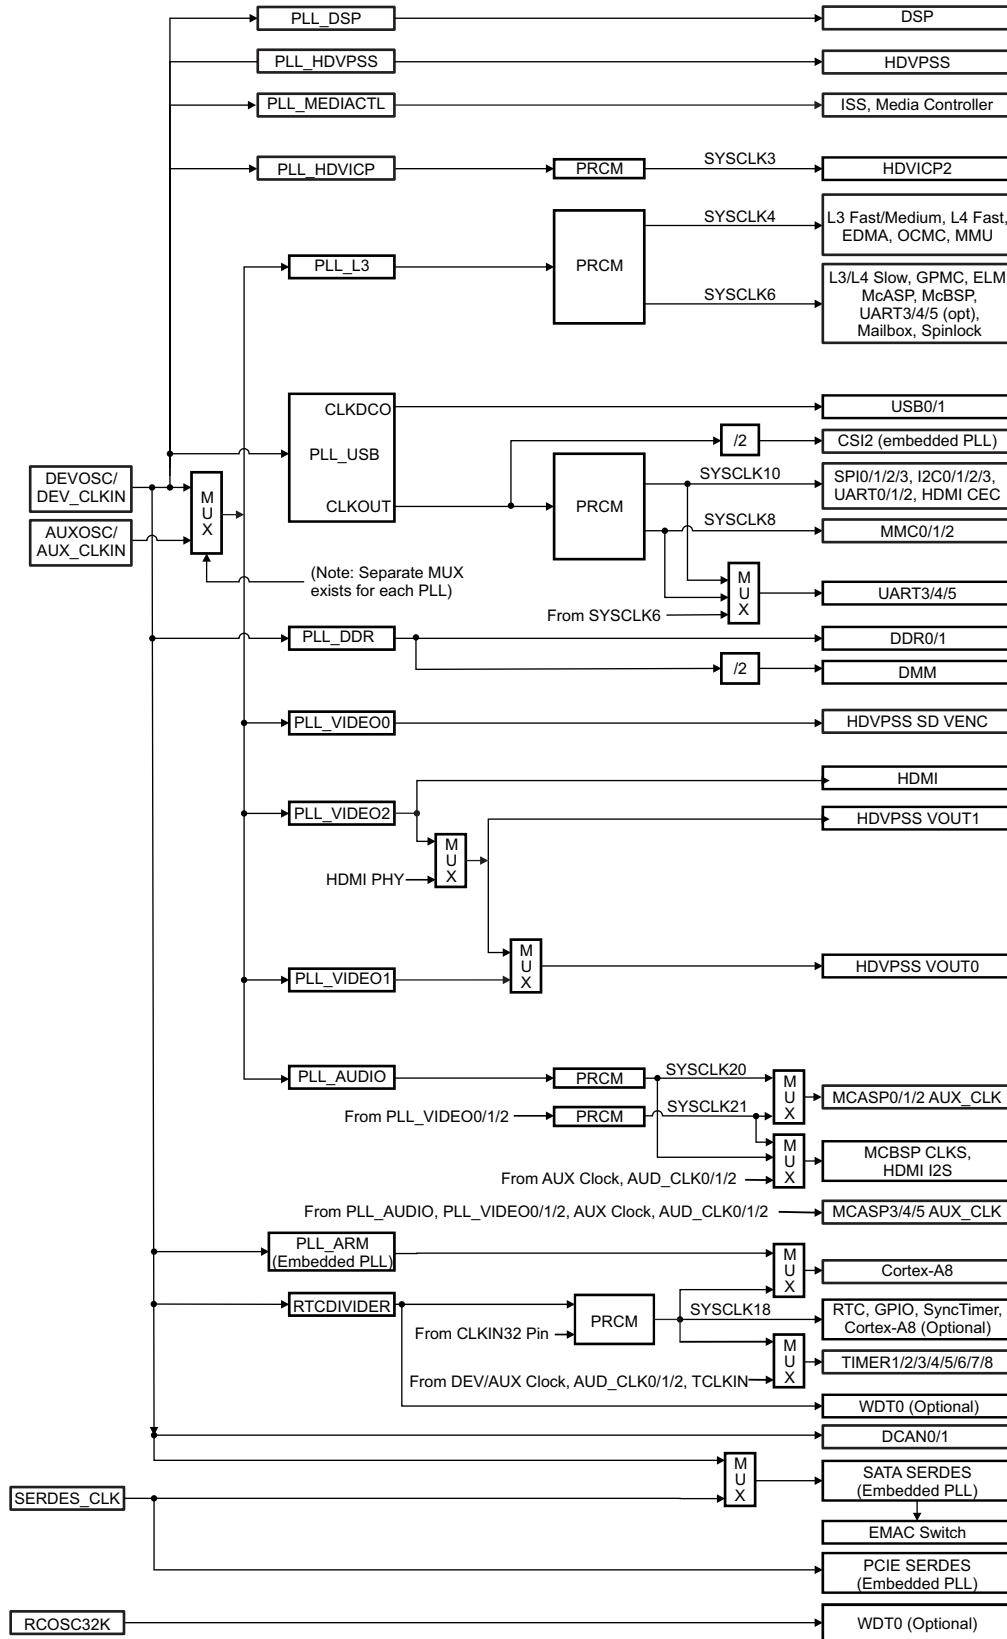 PLL_DSP
DSP
PLL_HDVPSS
HDVPSS
PLL_MEDIACTL
ISS, Media Controller
PLL_HDVICP
PRCM
SYSCLK3
HDVICP2
PLL_L3
PRCM
SYSCLK4
L3 Fast/Medium, L4 Fast,
EDMA, OCMC, MMU
SYSCLK6
L3/L4 Slow, GPMC, ELM
McASP, McBSP,
UART3/4/5 (opt),
Mailbox, Spinlock
CLKDCO
PLL_USB
CLKOUT
USB0/1
/2
CSI2 (embedded PLL)
DEVOSC/
DEV_CLKIN
AUXOSC/
AUX_CLKIN
M
U
X
(Note: Separate MUX
exists for each PLL)
PRCM
SYSCLK10
SPI0/1/2/3, I2C0/1/2/3,
UART0/1/2, HDMI CEC
SYSCLK8
MMC0/1/2
M
U
X
From SYSCLK6
UART3/4/5
PLL_DDR
DDR0/1
/2
DMM
PLL_VIDEO0
HDVPSS SD VENC
PLL_VIDEO2
HDMI
HDMI PHY
M
U
X
HDVPSS VOUT1
PLL_VIDEO1
M
U
X
HDVPSS VOUT0
PLL_AUDIO
PRCM
SYSCLK20
M
U
X
MCASP0/1/2 AUX_CLK
From PLL_VIDEO0/1/2
PRCM
SYSCLK21
M
U
X
MCBSP CLKS,
HDMI I2S
From AUX Clock, AUD_CLK0/1/2
From PLL_AUDIO, PLL_VIDEO0/1/2, AUX Clock, AUD_CLK0/1/2
MCASP3/4/5 AUX_CLK
PLL_ARM
(Embedded PLL)
M
U
X
Cortex-A8
RTCDIVIDER
PRCM
SYSCLK18
RTC, GPIO, SyncTimer,
Cortex-A8 (Optional)
From CLKIN32 Pin
M
U
X
TIMER1/2/3/4/5/6/7/8
From DEV/AUX Clock, AUD_CLK0/1/2, TCLKIN
WDT0 (Optional)
DCAN0/1
SERDES_CLK
M
U
X
SATA SERDES
(Embedded PLL)
EMAC Switch
PCIE SERDES
(Embedded PLL)
RCOSC32K
WDT0 (Optional)